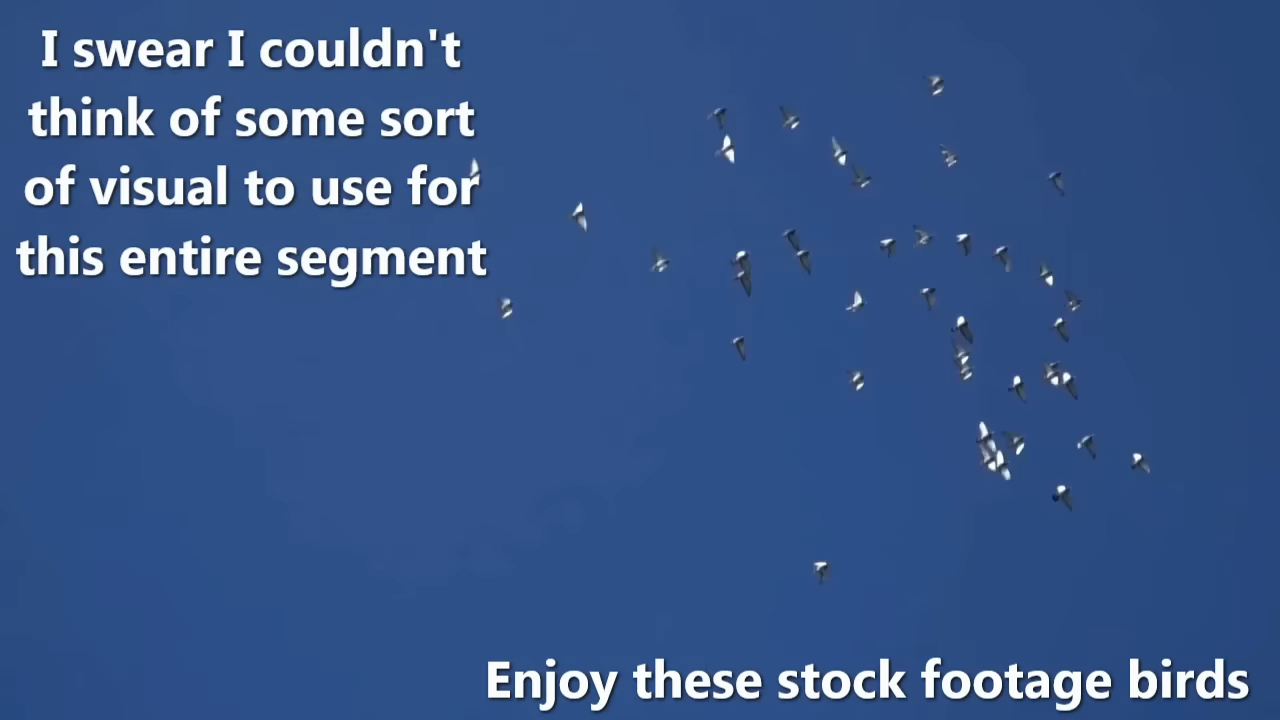 I swear I couldn't
think of some sort
of visual to use for
this entire segment
Enjoy these stock footage birds